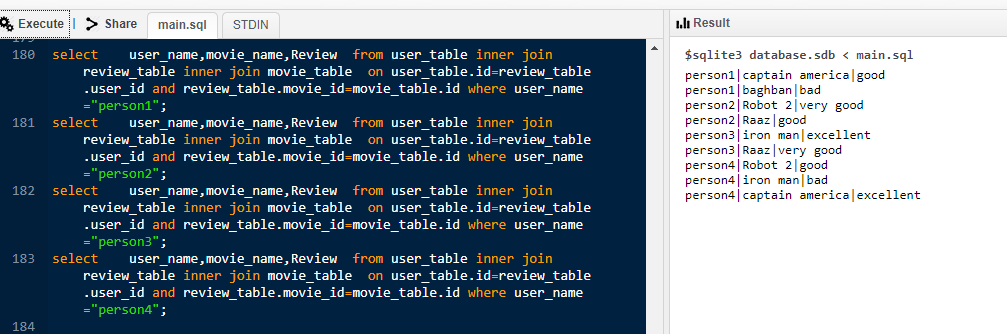 Execute | Share main.sql STDIN
180 select user_name,movie_name,Review from user_table inner join
review_table inner join movie_table on user_table.id=review_table
.user_id and review_table.movie_id=movie_table.id where user_name
="person1";
181 select user_name,movie_name,Review from user_table inner join
review_table inner join movie_table on user_table.id=review_table
.user_id and review_table.movie_id=movie_table.id where user_name
="person2";
182 select user_name,movie_name,Review from user_table inner join
review_table inner join movie_table on user_table.id=review_table
.user_id and review_table.movie_id=movie_table.id where user_name
="person3";
183 select user_name,movie_name,Review from user_table inner join
review_table inner join movie_table on user_table.id=review_table
.user_id and review_table.movie_id=movie_table.id where user_name
="person4";
184
Result
$sqlite3 database.sdb < main.sql
person1|captain america|good
person1|baghban|bad
person2|Robot 2|very good
person2|Raaz|good
person3|iron man|excellent
person3|Raaz|very good
person4|Robot 2|good
person4|iron man|bad
person4|captain america|excellent